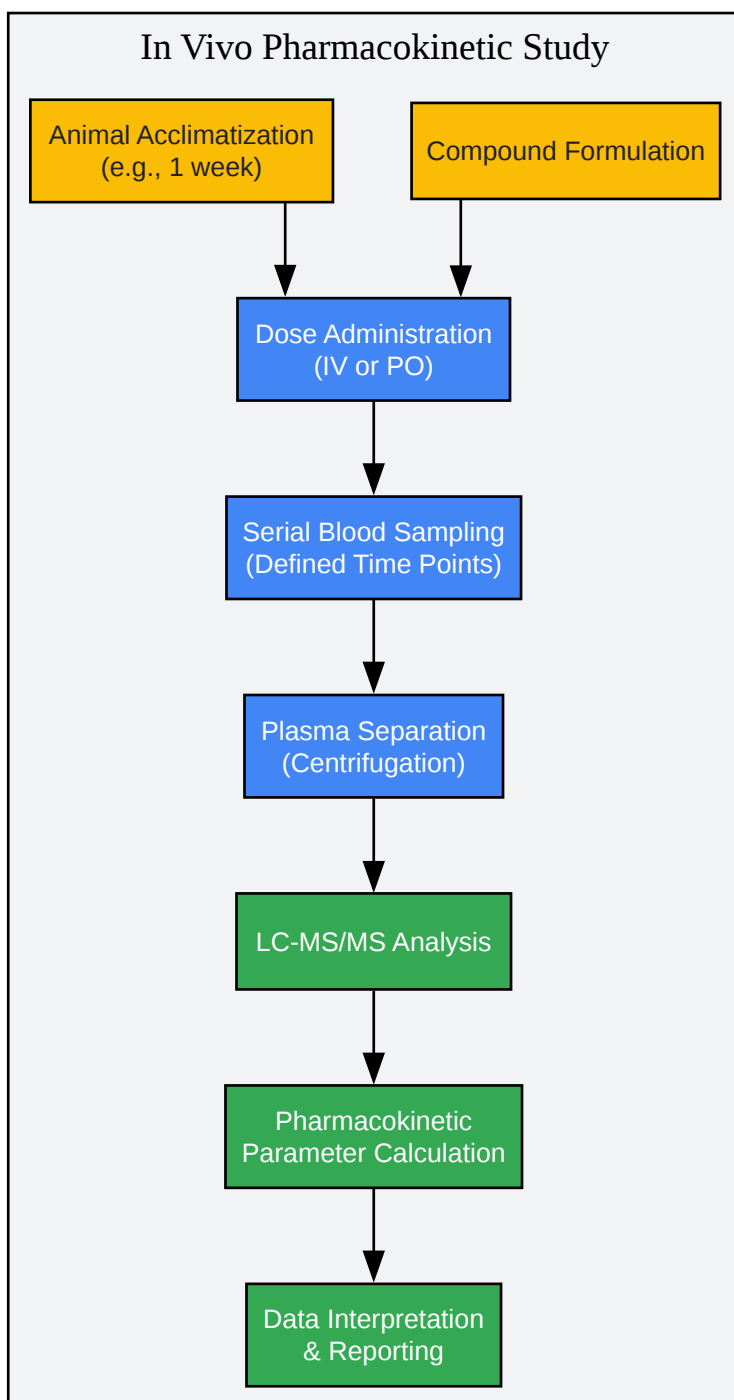 In Vivo Pharmacokinetic Study
Animal Acclimatization
(e.g., 1 week)
Compound Formulation
Dose Administration
(IV or PO)
Serial Blood Sampling
(Defined Time Points)
Plasma Separation
(Centrifugation)
LC-MS/MS Analysis
Pharmacokinetic
Parameter Calculation
Data Interpretation
& Reporting